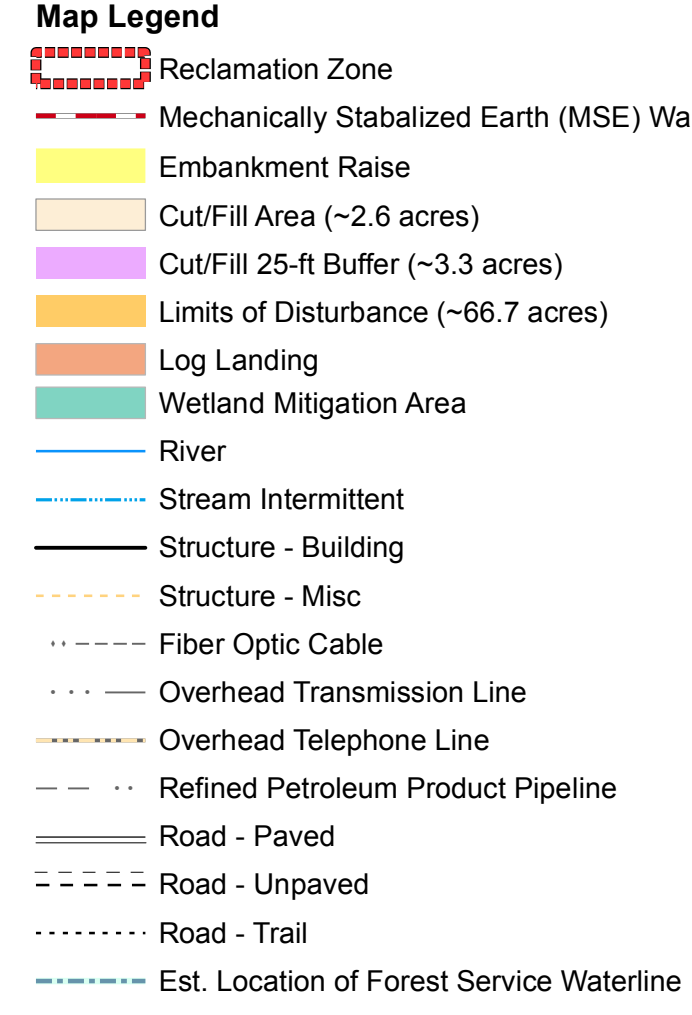 Map Legend
Reclamation Zone
Mechanically Stabalized Earth (MSE) Wa
Embankment Raise
Cut/Fill Area (~2.6 acres)
Cut/Fill 25-ft Buffer (~3.3 acres)
Limits of Disturbance (~66.7 acres)
Log Landing
Wetland Mitigation Area
River
Stream Intermittent
Structure - Building
Structure - Misc
Fiber Optic Cable
Overhead Transmission Line
Overhead Telephone Line
Refined Petroleum Product Pipeline
Road - Paved
Road - Unpaved
Road - Trail
Est. Location of Forest Service Waterline